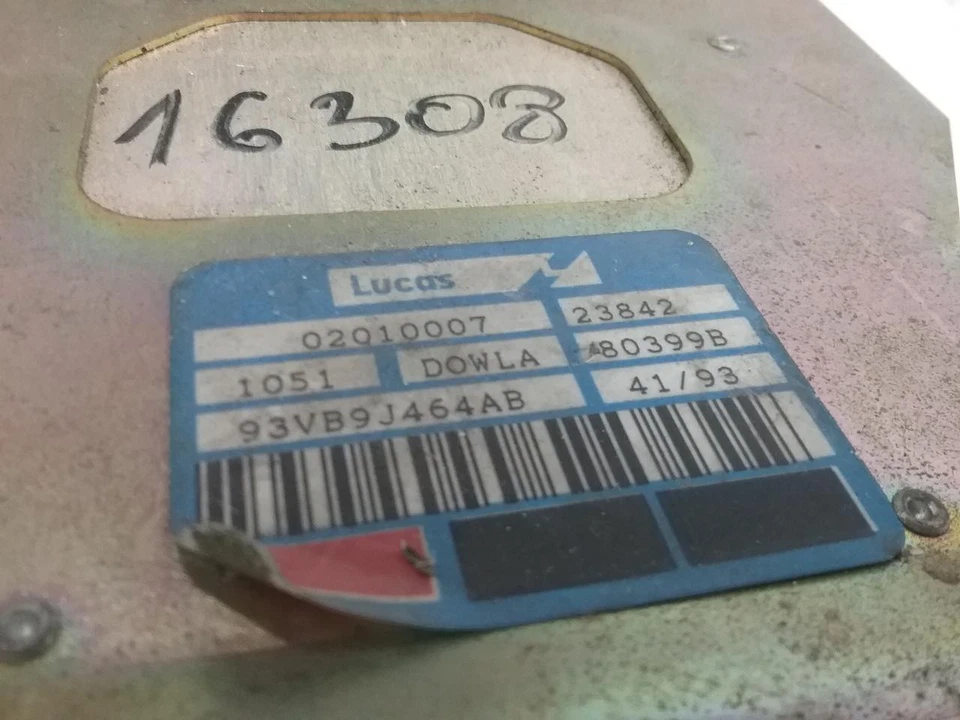 16308
Lucas
02010007 23842
1051 DOWLA 80399B
93VB9J464AB 41/93